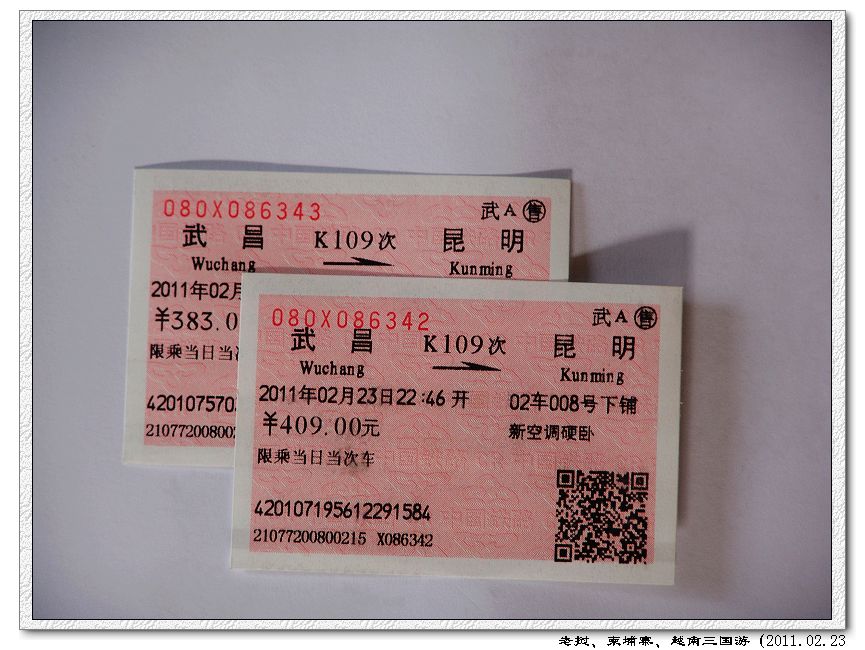 080X086343
武A 售
武昌 K109次 昆明
Wuchang Kunming
2011年02月
¥383.0
限乘当日当次
42010757
210772008002
080X086342
武A 售
武昌 K109次 昆明
Wuchang Kunming
2011年02月23日22:46开 02车008号下铺
¥409.00元 新空调硬卧
限乘当日当次车
420107195612291584
21077200800215 X086342
老挝、柬埔寨、越南三国游 (2011.02.23